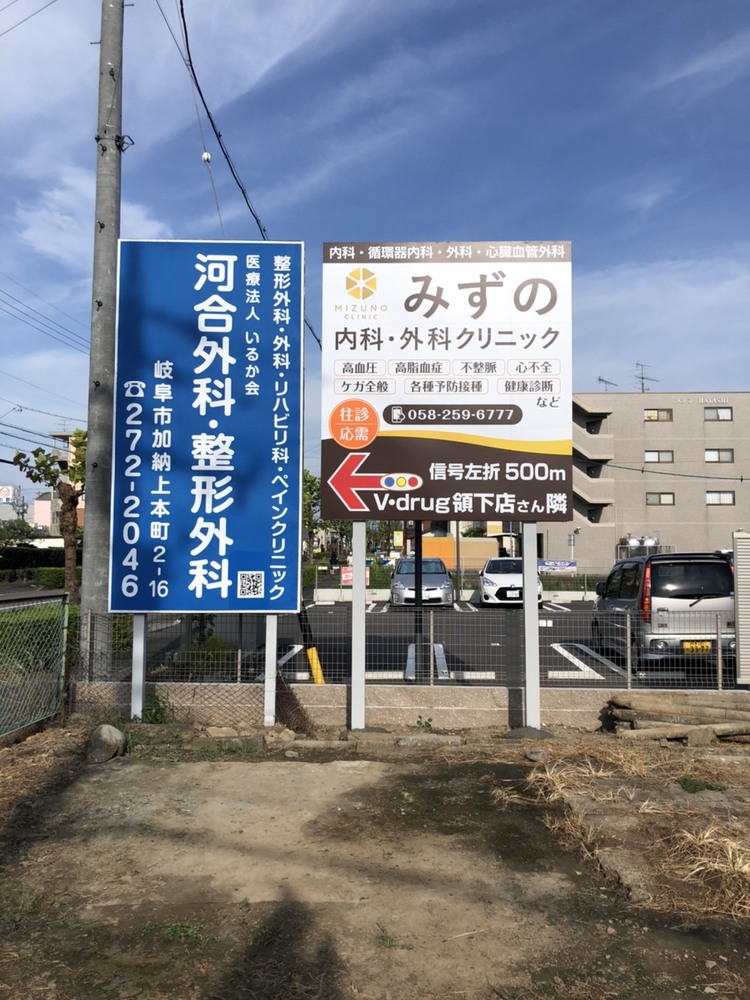 整形外科・外科・リハビリ科・ペインクリニック
医療法人 いるか会
河合外科・整形外科
岐阜市加納上本町2-16
☎272-2046
内科・循環器内科・外科・心臓血管外科
MIZUNO
CLINIC
みずの
内科・外科クリニック
高血圧 高脂血症 不整脈 心不全
ケガ全般 各種予防接種 健康診断
など
往診
応需
058-259-6777
信号左折 500m
V・drug領下店さん隣